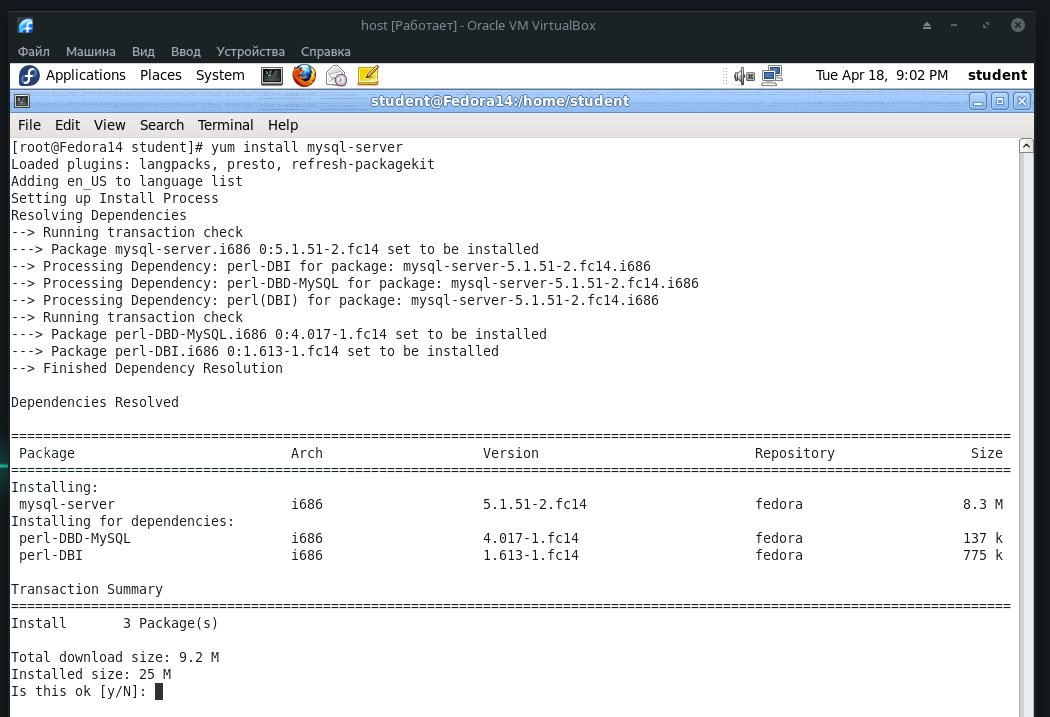 host [Работает] - Oracle VM VirtualBox
Файл Машина Вид Ввод Устройства Справка
Applications Places System Tue Apr 18, 9:02 PM student
student@Fedora14:/home/student
File Edit View Search Terminal Help
[root@Fedora14 student]# yum install mysql-server
Loaded plugins: langpacks, presto, refresh-packagekit
Adding en_US to language list
Setting up Install Process
Resolving Dependencies
--> Running transaction check
---> Package mysql-server.i686 0:5.1.51-2.fc14 set to be installed
--> Processing Dependency: perl-DBI for package: mysql-server-5.1.51-2.fc14.i686
--> Processing Dependency: perl-DBD-MySQL for package: mysql-server-5.1.51-2.fc14.i686
--> Processing Dependency: perl(DBI) for package: mysql-server-5.1.51-2.fc14.i686
--> Running transaction check
---> Package perl-DBD-MySQL.i686 0:4.017-1.fc14 set to be installed
---> Package perl-DBI.i686 0:1.613-1.fc14 set to be installed
--> Finished Dependency Resolution
Dependencies Resolved
=============================================================================================================================
Package Arch Version Repository Size
=============================================================================================================================
Installing:
mysql-server i686 5.1.51-2.fc14 fedora 8.3 M
Installing for dependencies:
perl-DBD-MySQL i686 4.017-1.fc14 fedora 137 k
perl-DBI i686 1.613-1.fc14 fedora 775 k
Transaction Summary
=============================================================================================================================
Install 3 Package(s)
Total download size: 9.2 M
Installed size: 25 M
Is this ok [y/N]: